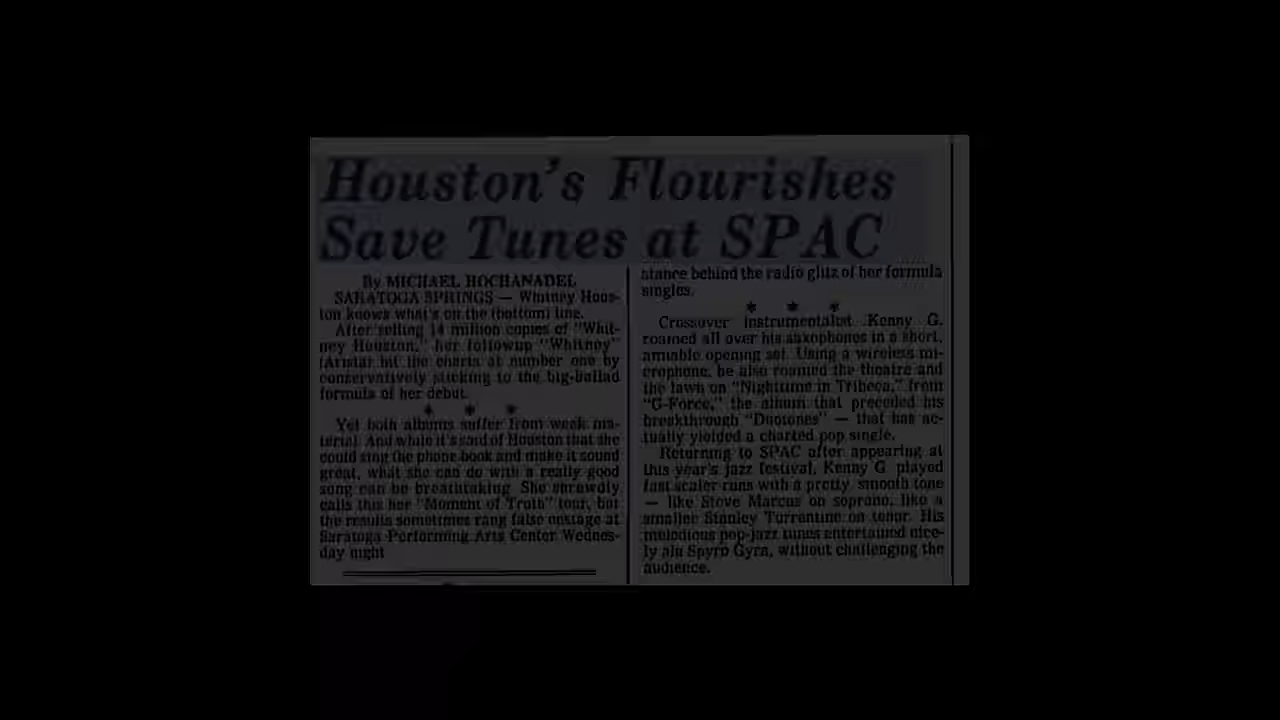 Houston's Flourishes
Save Tunes at SPAC
By MICHAEL HOCHANADEL
SARATOGA SPRINGS — Whitney Hous-
ton knows what's on the (bottom) line.
After selling 14 million copies of "Whit-
ney Houston," her followup "Whitney"
(Arista) hit the charts at number one by
conservatively sticking to the big-ballad
formula of her debut.
* * *
Yet both albums suffer from weak ma-
terial. And while it's said of Houston that she
could sing the phone book and make it sound
great, what she can do with a really good
song can be breathtaking. She shrewdly
calls this her "Moment of Truth" tour, but
the results sometimes rang false onstage at
Saratoga Performing Arts Center Wednes-
day night
stance behind the radio glitz of her formula
singles.
* * *
Crossover instrumentalist Kenny G.
roamed all over his saxophones in a short,
amiable opening set. Using a wireless mi-
crophone, he also roamed the theatre and
the lawn on "Nighttime in Tribeca," from
"G-Force," the album that preceded his
breakthrough "Duotones" — that has ac-
tually yielded a charted pop single.
Returning to SPAC after appearing at
this year's jazz festival, Kenny G played
fast scaler runs with a pretty, smooth tone
— like Steve Marcus on soprano, like a
smaller Stanley Turrentine on tenor. His
melodious pop-jazz tunes entertained nice-
ly ala Spyro Gyra, without challenging the
audience.